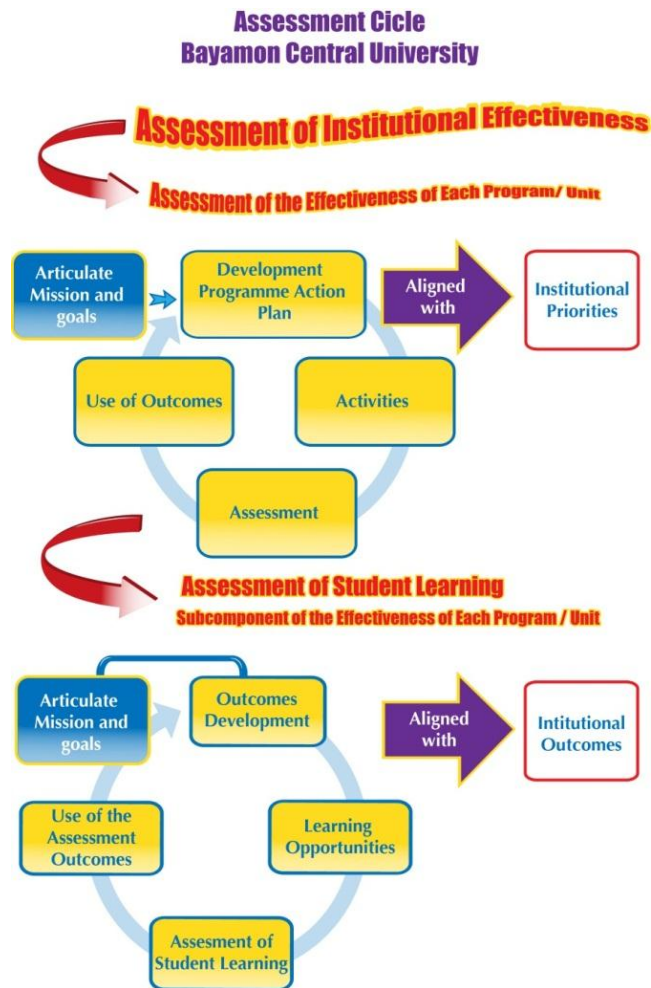 Assessment Cicle
Bayamon Central University
Assessment of Institutional Effectiveness
Assessment of the Effectiveness of Each Program/ Unit
Articulate
Mission and
goals
Development
Programme Action
Plan
Aligned
with
Institutional
Priorities
Use of Outcomes
Activities
Assessment
Assessment of Student Learning
Subcomponent of the Effectiveness of Each Program / Unit
Articulate
Mission and
goals
Outcomes
Development
Aligned
with
Intitutional
Outcomes
Use of the
Assessment
Outcomes
Learning
Opportunities
Assesment of
Student Learning